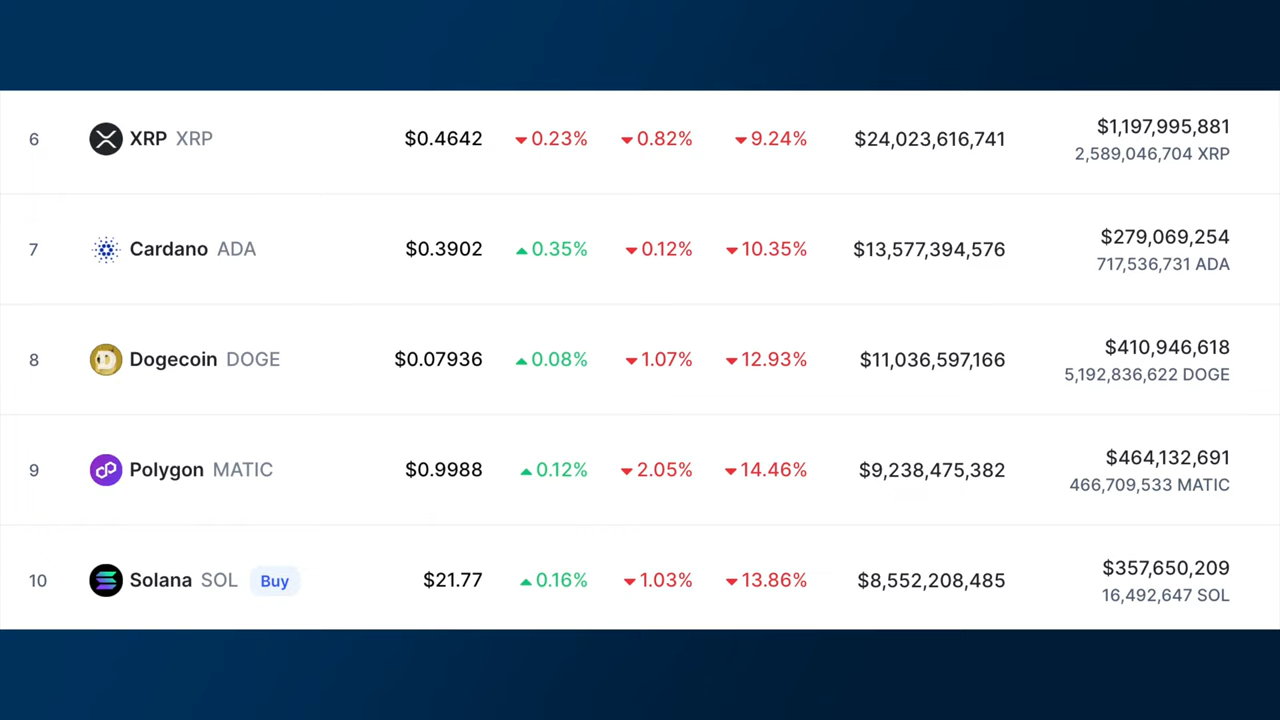 6 XRP XRP $0.4642 0.23% 0.82% 9.24% $24,023,616,741 $1,197,995,881
2,589,046,704 XRP
7 Cardano ADA $0.3902 0.35% 0.12% 10.35% $13,577,394,576 $279,069,254
717,536,731 ADA
8 Dogecoin DOGE $0.07936 0.08% 1.07% 12.93% $11,036,597,166 $410,946,618
5,192,836,622 DOGE
9 Polygon MATIC $0.9988 0.12% 2.05% 14.46% $9,238,475,382 $464,132,691
466,709,533 MATIC
10 Solana SOL Buy $21.77 0.16% 1.03% 13.86% $8,552,208,485 $357,650,209
16,492,647 SOL